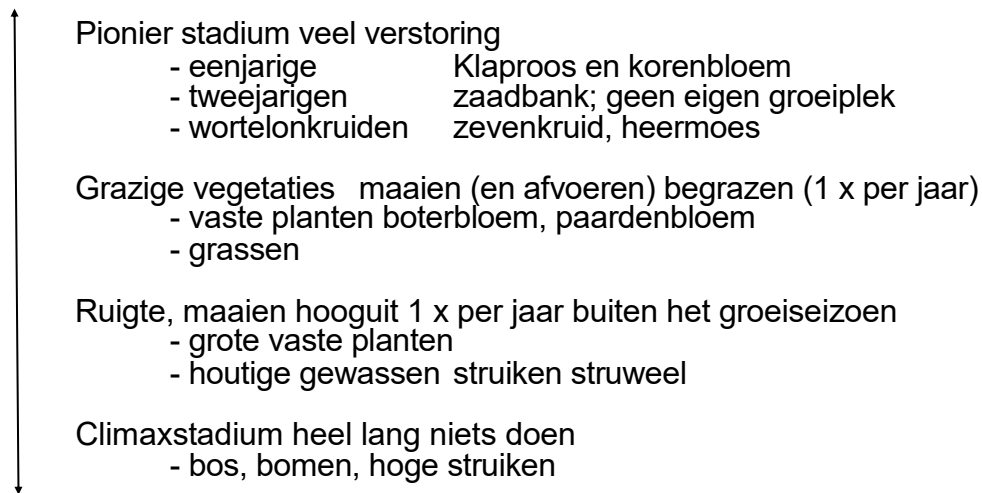 Pionier stadium veel verstoring
- eenjarige Klaproos en korenbloem
- tweejarigen zaadbank; geen eigen groeiplek
- wortelonkruiden zevenkruid, heermoes
Grazige vegetaties maaien (en afvoeren) begrazen (1 x per jaar)
- vaste planten boterbloem, paardenbloem
- grassen
Ruigte, maaien hooguit 1 x per jaar buiten het groeiseizoen
- grote vaste planten
- houtige gewassen struiken struweel
Climaxstadium heel lang niets doen
- bos, bomen, hoge struiken